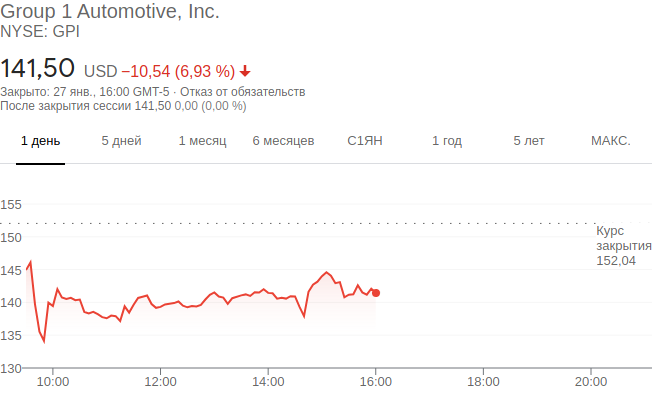 Group 1 Automotive, Inc.
NYSE: GPI
141,50 USD −10,54 (6,93 %)
Закрыто: 27 янв., 16:00 GMT-5 · Отказ от обязательств
После закрытия сессии 141,50 0,00 (0,00 %)
1 день 5 дней 1 месяц 6 месяцев С1ЯН 1 год 5 лет МАКС.
155
Курс
150
закрытия
152,04
145
140
135
130
10:00 12:00 14:00 16:00 18:00 20:00